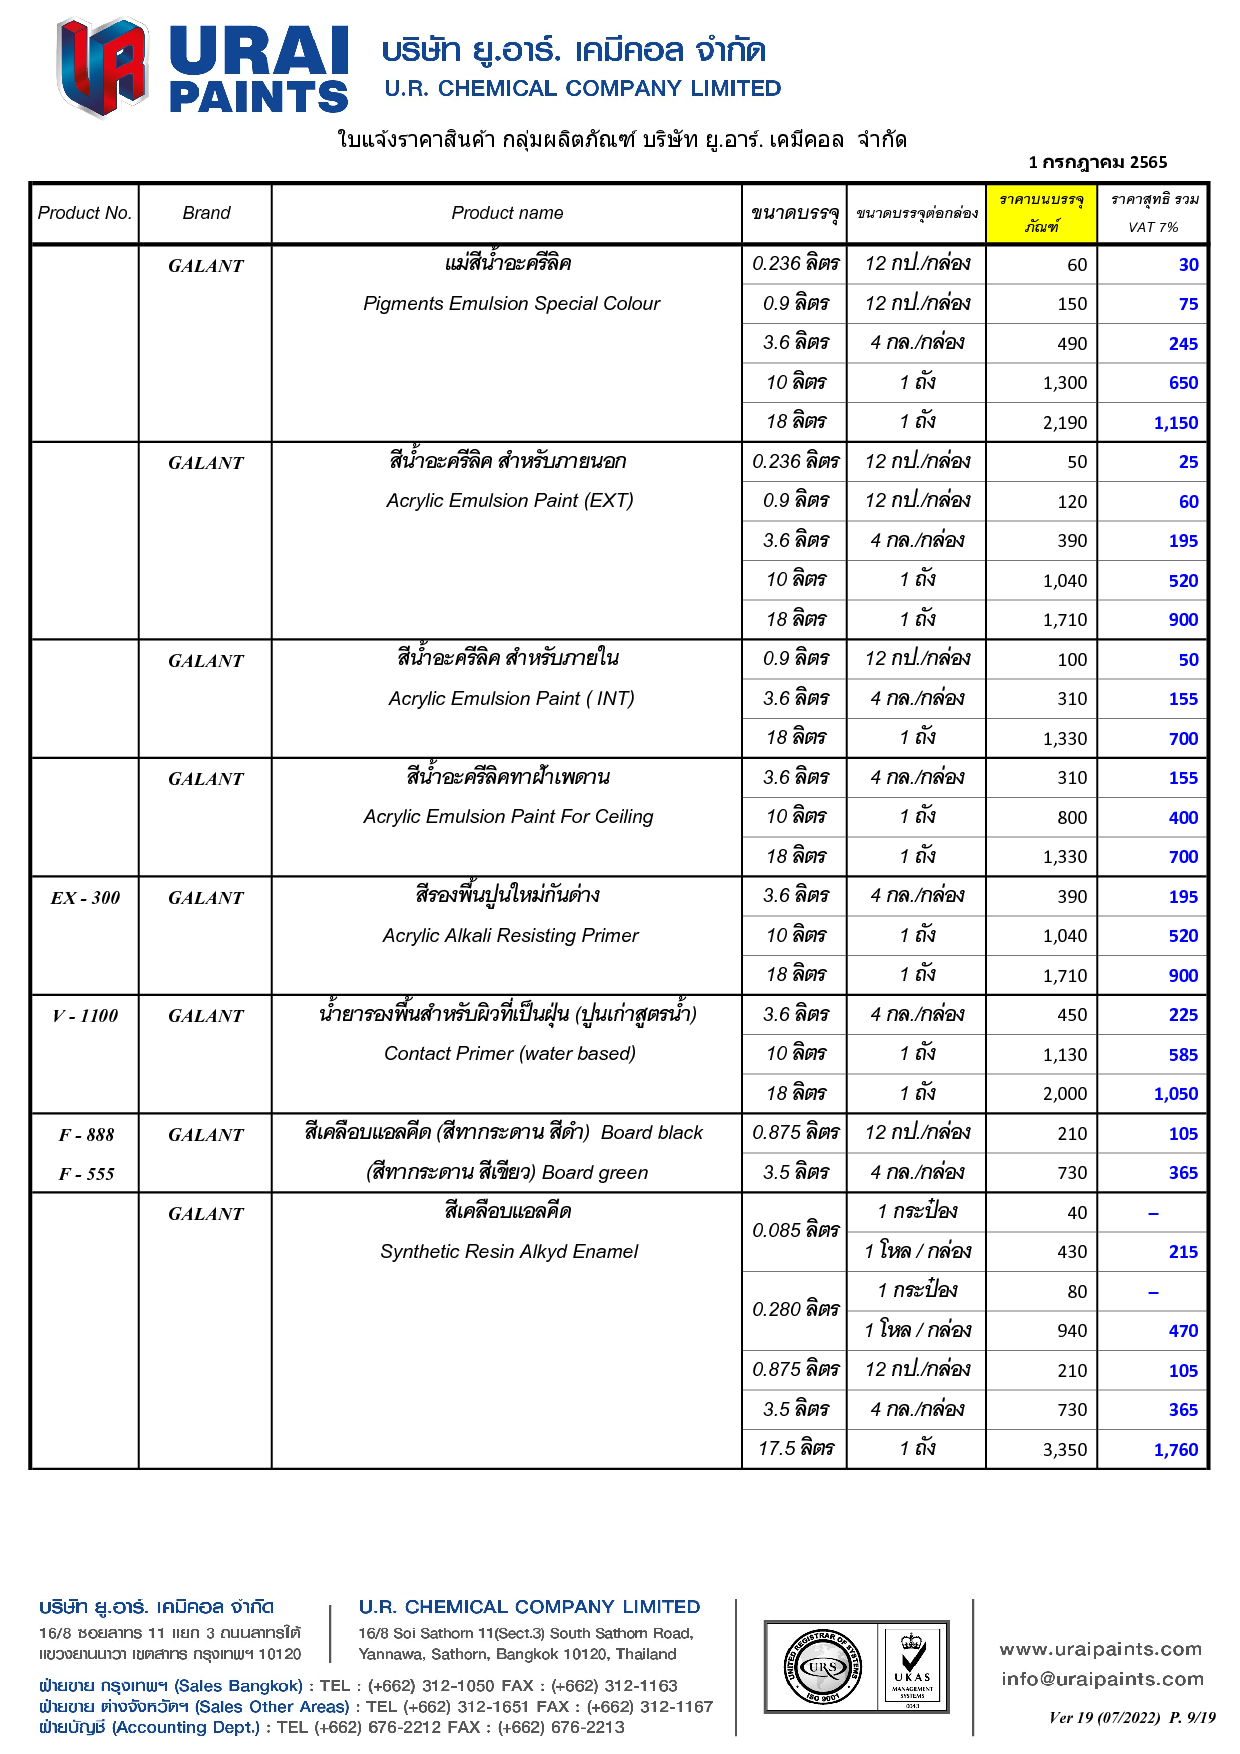 URAI
PAINTS
บริษัท ยู.อาร์. เคมีคอล จำกัด
U.R. CHEMICAL COMPANY LIMITED
ใบแจ้งราคาสินค้า กลุ่มผลิตภัณฑ์ บริษัท ยู.อาร์. เคมีคอล จำกัด
1 กรกฎาคม 2565
Product No. Brand Product name ขนาดบรรจุ ขนาดบรรจุต่อกล่อง ราคาบนบรรจุ ราคาสุทธิ รวม
ภัณฑ์ VAT 7%
GALANT แม่สีน้ำอะครีลิค 0.236 ลิตร 12 กป./กล่อง 60 30
Pigments Emulsion Special Colour 0.9 ลิตร 12 กป./กล่อง 150 75
3.6 ลิตร 4 กล./กล่อง 490 245
10 ลิตร 1 ถัง 1,300 650
18 ลิตร 1 ถัง 2,190 1,150
GALANT สีน้ำอะครีลิค สำหรับภายนอก 0.236 ลิตร 12 กป./กล่อง 50 25
Acrylic Emulsion Paint (EXT) 0.9 ลิตร 12 กป./กล่อง 120 60
3.6 ลิตร 4 กล./กล่อง 390 195
10 ลิตร 1 ถัง 1,040 520
18 ลิตร 1 ถัง 1,710 900
GALANT สีน้ำอะครีลิค สำหรับภายใน 0.9 ลิตร 12 กป./กล่อง 100 50
Acrylic Emulsion Paint ( INT) 3.6 ลิตร 4 กล./กล่อง 310 155
18 ลิตร 1 ถัง 1,330 700
GALANT สีน้ำอะครีลิคทาฝ้าเพดาน 3.6 ลิตร 4 กล./กล่อง 310 155
Acrylic Emulsion Paint For Ceiling 10 ลิตร 1 ถัง 800 400
18 ลิตร 1 ถัง 1,330 700
EX - 300 GALANT สีรองพื้นปูนใหม่กันด่าง 3.6 ลิตร 4 กล./กล่อง 390 195
Acrylic Alkali Resisting Primer 10 ลิตร 1 ถัง 1,040 520
18 ลิตร 1 ถัง 1,710 900
V - 1100 GALANT น้ำยารองพื้นสำหรับผิวที่เป็นฝุ่น (ปูนเก่าสูตรน้ำ) 3.6 ลิตร 4 กล./กล่อง 450 225
Contact Primer (water based) 10 ลิตร 1 ถัง 1,130 585
18 ลิตร 1 ถัง 2,000 1,050
F - 888 GALANT สีเคลือบแอลคีด (สีทากระดาน สีดำ) Board black 0.875 ลิตร 12 กป./กล่อง 210 105
F - 555 (สีทากระดาน สีเขียว) Board green 3.5 ลิตร 4 กล./กล่อง 730 365
GALANT สีเคลือบแอลคีด 0.085 ลิตร 1 กระป๋อง 40 –
Synthetic Resin Alkyd Enamel 1 โหล / กล่อง 430 215
0.280 ลิตร 1 กระป๋อง 80 –
1 โหล / กล่อง 940 470
0.875 ลิตร 12 กป./กล่อง 210 105
3.5 ลิตร 4 กล./กล่อง 730 365
17.5 ลิตร 1 ถัง 3,350 1,760
บริษัท ยู.อาร์. เคมีคอล จำกัด
16/8 ซอยสาทร 11 แยก 3 ถนนสาทรใต้
แขวงยานนาวา เขตสาทร กรุงเทพฯ 10120
U.R. CHEMICAL COMPANY LIMITED
16/8 Soi Sathorn 11(Sect.3) South Sathorn Road,
Yannawa, Sathorn, Bangkok 10120, Thailand
ฝ่ายขาย กรุงเทพฯ (Sales Bangkok) : TEL : (+662) 312-1050 FAX : (+662) 312-1163
ฝ่ายขาย ต่างจังหวัดฯ (Sales Other Areas) : TEL (+662) 312-1651 FAX : (+662) 312-1167
ฝ่ายบัญชี (Accounting Dept.) : TEL (+662) 676-2212 FAX : (+662) 676-2213
UNITED REGISTRAR OF SYSTEMS
URS
ISO 9001
UKAS
MANAGEMENT
SYSTEMS
0043
www.uraipaints.com
info@uraipaints.com
Ver 19 (07/2022) P. 9/19